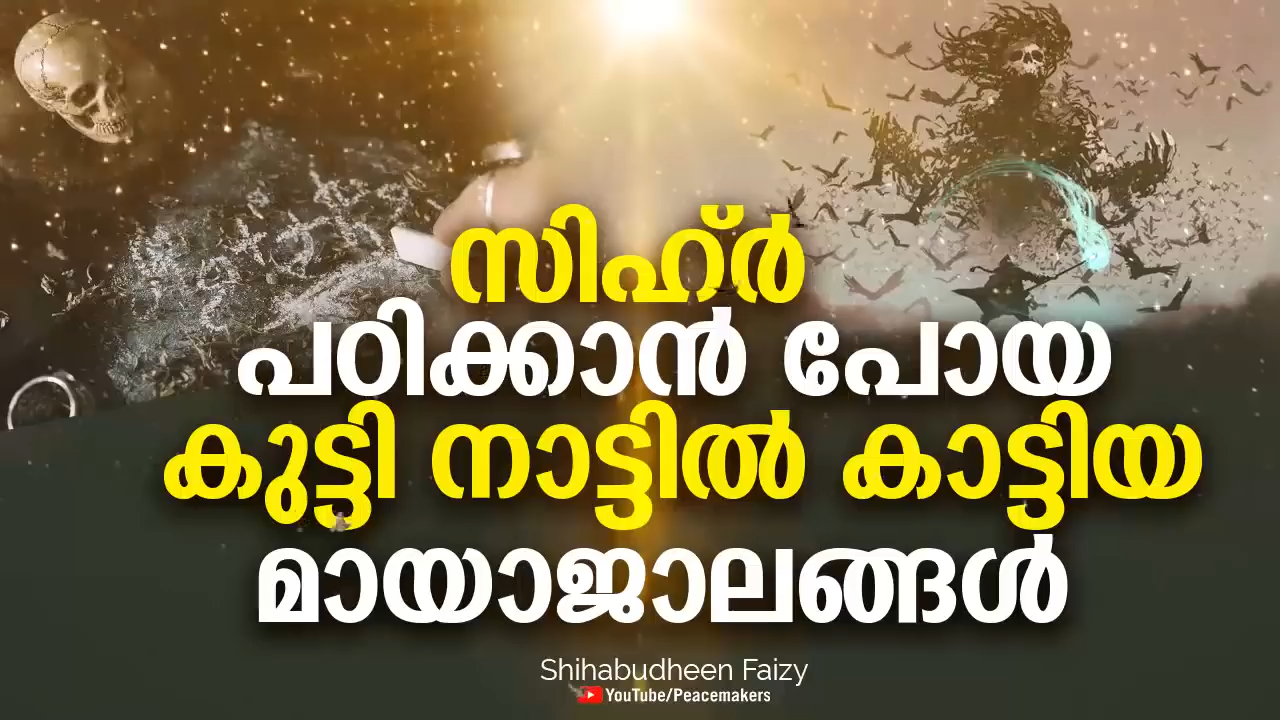 സിഹ്ർ
പഠിക്കാൻ പോയ
കുട്ടി നാട്ടിൽ കാട്ടിയ
മായാജാലങ്ങൾ
Shihabudheen Faizy
YouTube/Peacemakers